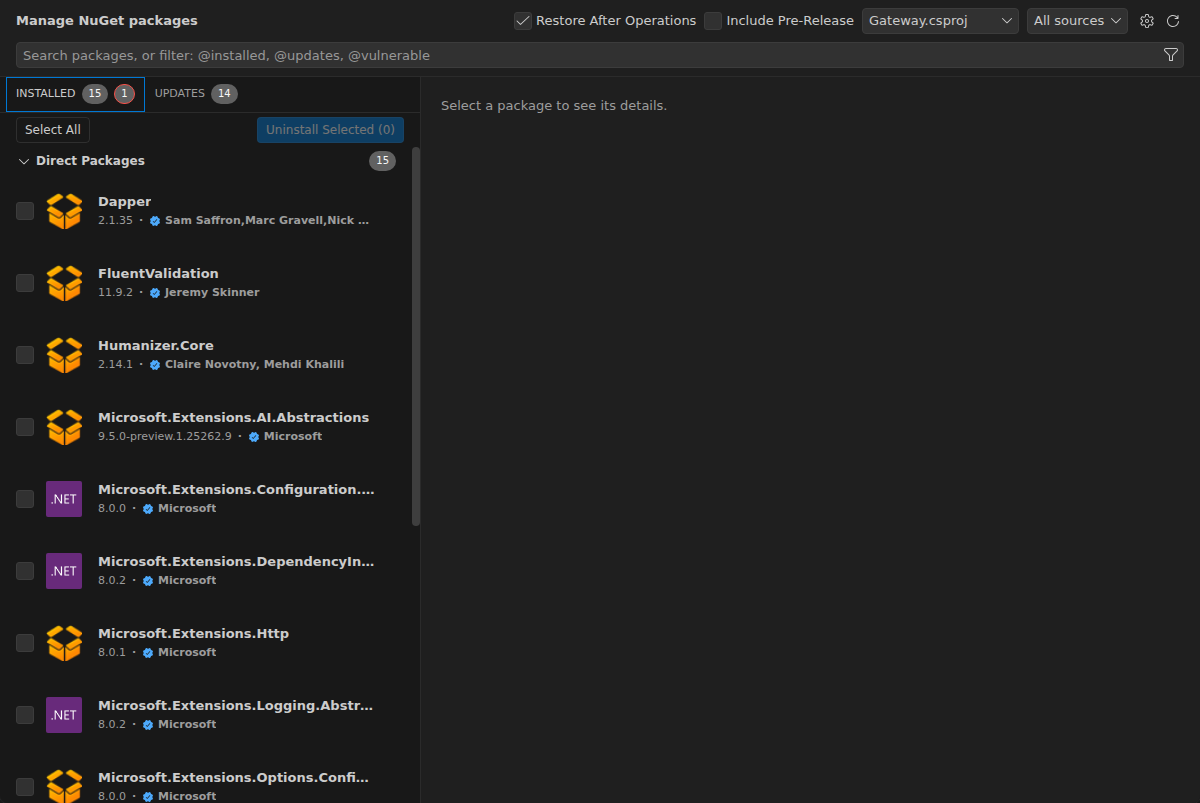 Manage NuGet packages
Restore After Operations
Include Pre-Release
Gateway.csproj
All sources
Search packages, or filter: @installed, @updates, @vulnerable
INSTALLED 15 1 UPDATES 14
Select a package to see its details.
Select All
Uninstall Selected (0)
Direct Packages 15
Dapper
2.1.35 · Sam Saffron,Marc Gravell,Nick ...
FluentValidation
11.9.2 · Jeremy Skinner
Humanizer.Core
2.14.1 · Claire Novotny, Mehdi Khalili
Microsoft.Extensions.AI.Abstractions
9.5.0-preview.1.25262.9 · Microsoft
.NET
Microsoft.Extensions.Configuration....
8.0.0 · Microsoft
.NET
Microsoft.Extensions.DependencyIn...
8.0.2 · Microsoft
Microsoft.Extensions.Http
8.0.1 · Microsoft
.NET
Microsoft.Extensions.Logging.Abstr...
8.0.2 · Microsoft
Microsoft.Extensions.Options.Confi...
8.0.0 · Microsoft